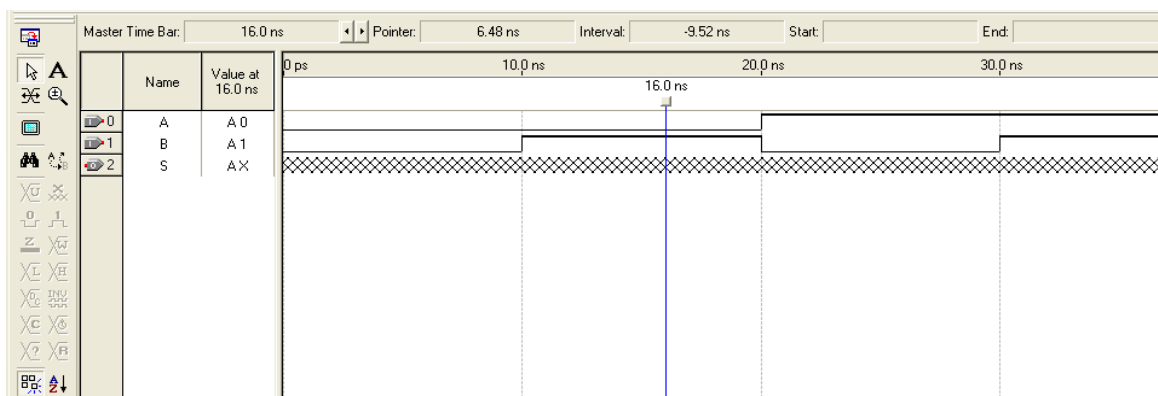 Master Time Bar: 16.0 ns Pointer: 6.48 ns Interval: -9.52 ns Start: End:
A
Name
Value at
16.0 ns
0 ps 10.0 ns 20.0 ns 30.0 ns
16.0 ns
0 A A 0
1 B A 1
2 S A X